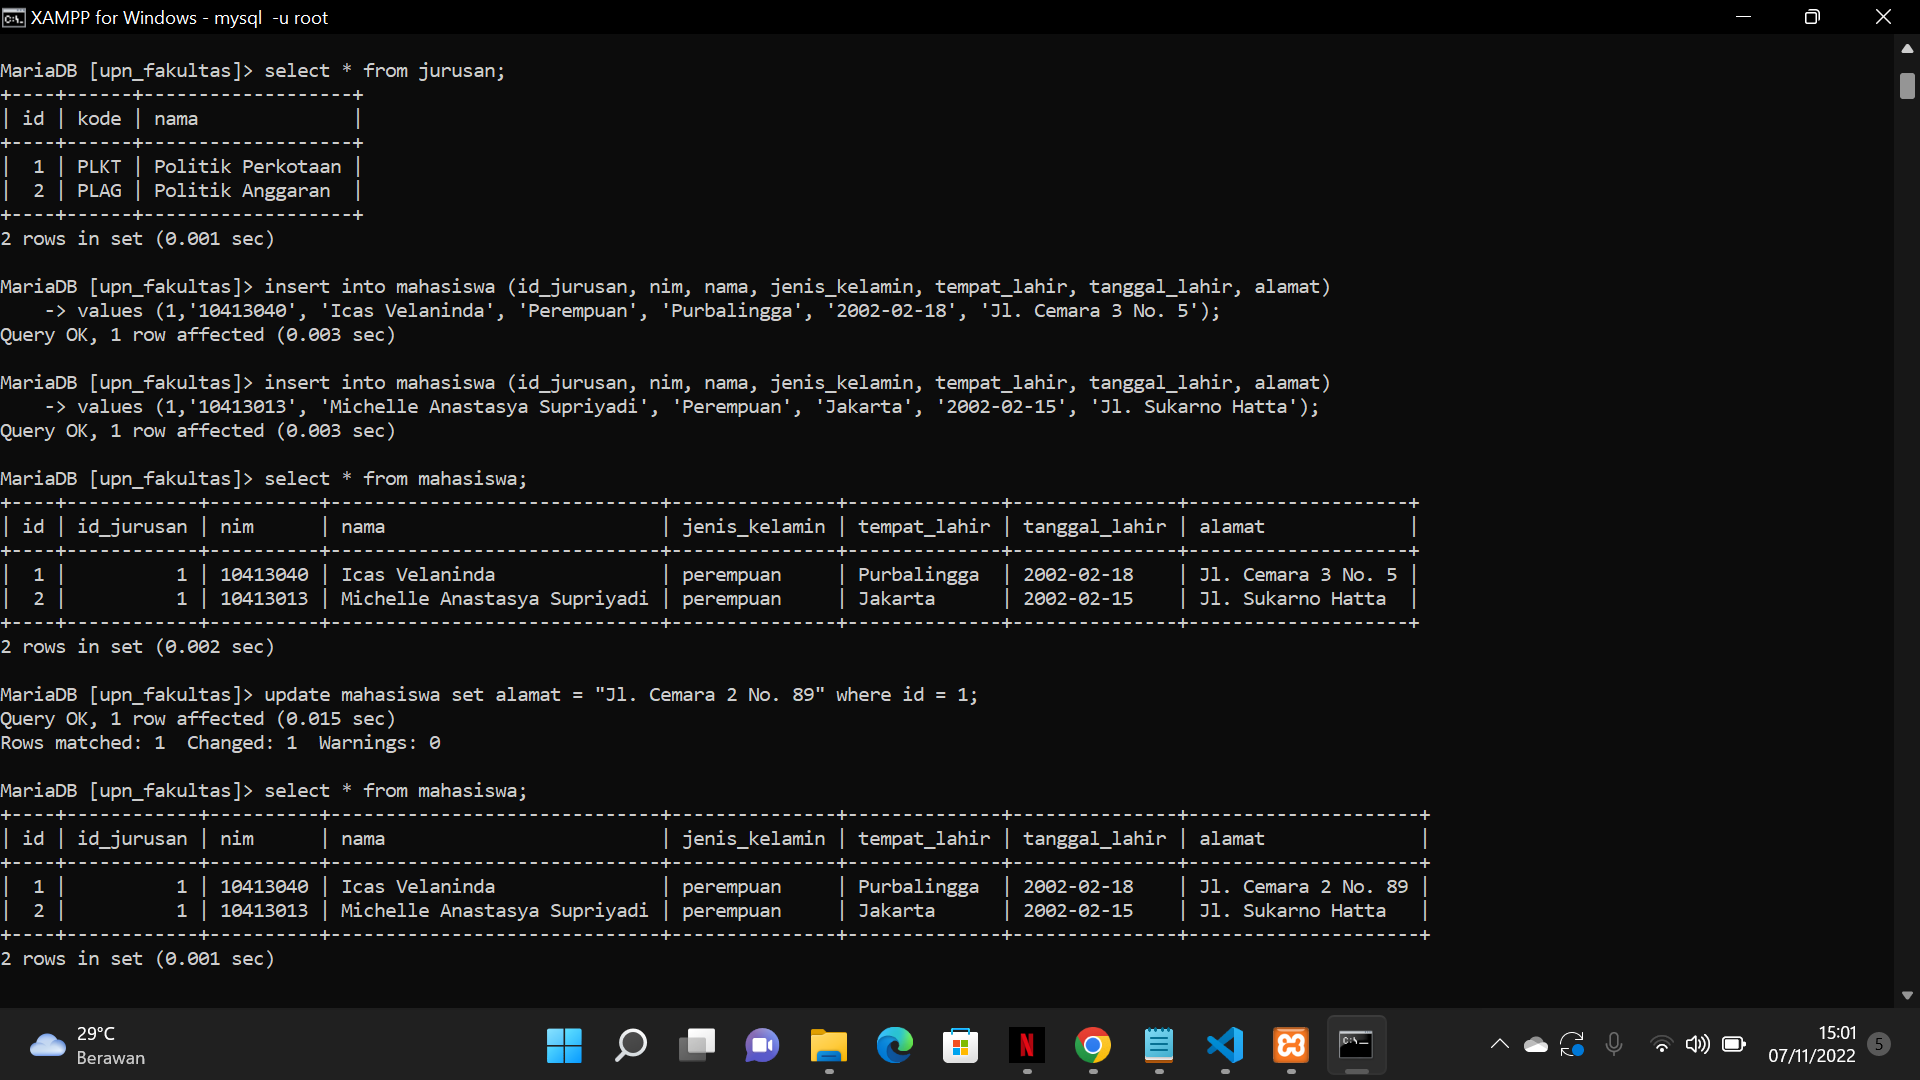 XAMPP for Windows - mysql  -u root
MariaDB [upn_fakultas]> select * from jurusan;
+----+------+-------------------+
| id | kode | nama              |
+----+------+-------------------+
|  1 | PLKT | Politik Perkotaan |
|  2 | PLAG | Politik Anggaran  |
+----+------+-------------------+
2 rows in set (0.001 sec)
MariaDB [upn_fakultas]> insert into mahasiswa (id_jurusan, nim, nama, jenis_kelamin, tempat_lahir, tanggal_lahir, alamat)
    -> values (1,'10413040', 'Icas Velaninda', 'Perempuan', 'Purbalingga', '2002-02-18', 'Jl. Cemara 3 No. 5');
Query OK, 1 row affected (0.003 sec)
MariaDB [upn_fakultas]> insert into mahasiswa (id_jurusan, nim, nama, jenis_kelamin, tempat_lahir, tanggal_lahir, alamat)
    -> values (1,'10413013', 'Michelle Anastasya Supriyadi', 'Perempuan', 'Jakarta', '2002-02-15', 'Jl. Sukarno Hatta');
Query OK, 1 row affected (0.003 sec)
MariaDB [upn_fakultas]> select * from mahasiswa;
+----+------------+----------+------------------------------+---------------+--------------+---------------+--------------------+
| id | id_jurusan | nim      | nama                         | jenis_kelamin | tempat_lahir | tanggal_lahir | alamat             |
+----+------------+----------+------------------------------+---------------+--------------+---------------+--------------------+
|  1 |          1 | 10413040 | Icas Velaninda               | perempuan     | Purbalingga  | 2002-02-18    | Jl. Cemara 3 No. 5 |
|  2 |          1 | 10413013 | Michelle Anastasya Supriyadi | perempuan     | Jakarta      | 2002-02-15    | Jl. Sukarno Hatta  |
+----+------------+----------+------------------------------+---------------+--------------+---------------+--------------------+
2 rows in set (0.002 sec)
MariaDB [upn_fakultas]> update mahasiswa set alamat = "Jl. Cemara 2 No. 89" where id = 1;
Query OK, 1 row affected (0.015 sec)
Rows matched: 1  Changed: 1  Warnings: 0
MariaDB [upn_fakultas]> select * from mahasiswa;
+----+------------+----------+------------------------------+---------------+--------------+---------------+---------------------+
| id | id_jurusan | nim      | nama                         | jenis_kelamin | tempat_lahir | tanggal_lahir | alamat              |
+----+------------+----------+------------------------------+---------------+--------------+---------------+---------------------+
|  1 |          1 | 10413040 | Icas Velaninda               | perempuan     | Purbalingga  | 2002-02-18    | Jl. Cemara 2 No. 89 |
|  2 |          1 | 10413013 | Michelle Anastasya Supriyadi | perempuan     | Jakarta      | 2002-02-15    | Jl. Sukarno Hatta   |
+----+------------+----------+------------------------------+---------------+--------------+---------------+---------------------+
2 rows in set (0.001 sec)
29°C
Berawan
15:01
07/11/2022
5